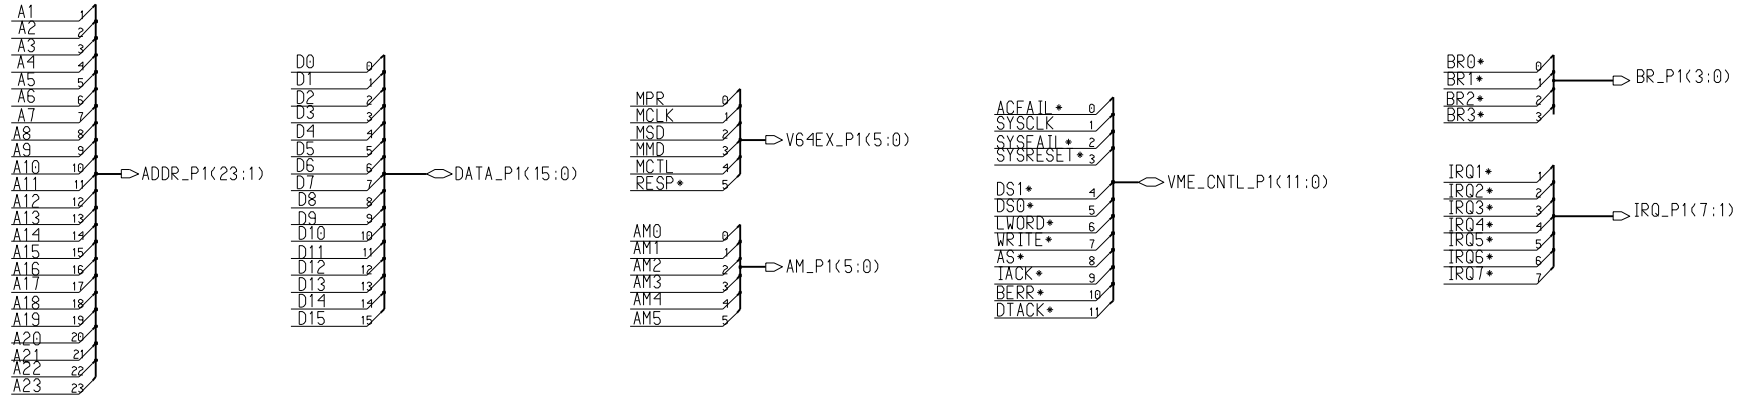 A1 1
A2 2
A3 3
A4 4
A5 5
A6 6
A7 7
A8 8
A9 9
A10 10
A11 11
A12 12
A13 13
A14 14
A15 15
A16 16
A17 17
A18 18
A19 19
A20 20
A21 21
A22 22
A23 23
ADDR_P1(23:1)
D0 0
D1 1
D2 2
D3 3
D4 4
D5 5
D6 6
D7 7
D8 8
D9 9
D10 10
D11 11
D12 12
D13 13
D14 14
D15 15
DATA_P1(15:0)
MPR 0
MCLK 1
MSD 2
MMD 3
MCTL 4
RESP* 5
V64EX_P1(5:0)
AM0 0
AM1 1
AM2 2
AM3 3
AM4 4
AM5 5
AM_P1(5:0)
ACFAIL* 0
SYSCLK 1
SYSFAIL* 2
SYSRESET* 3
DS1* 4
DS0* 5
LWORD* 6
WRITE* 7
AS* 8
IACK* 9
BERR* 10
DTACK* 11
VME_CNTL_P1(11:0)
BR0* 0
BR1* 1
BR2* 2
BR3* 3
BR_P1(3:0)
IRQ1* 1
IRQ2* 2
IRQ3* 3
IRQ4* 4
IRQ5* 5
IRQ6* 6
IRQ7* 7
IRQ_P1(7:1)